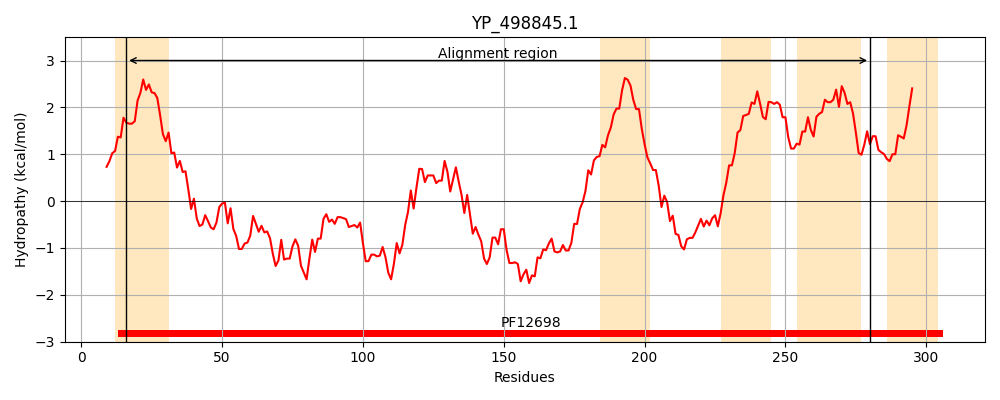 YP_498845.1
Alignment region
PF12698
Hydropathy (kcal/mol)
3
2
1
0
−1
−2
−3
0
50
100
150
200
250
300
Residues